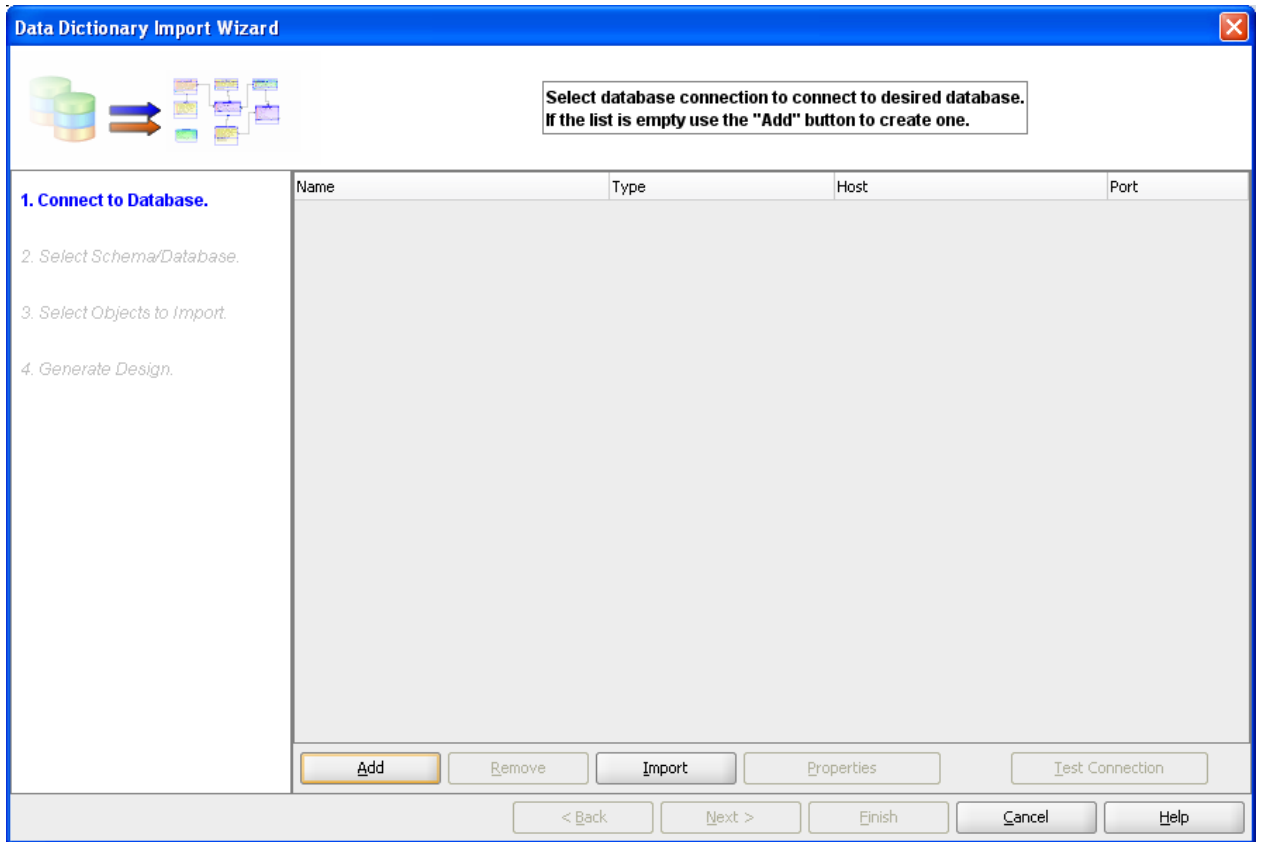 Data Dictionary Import Wizard
Select database connection to connect to desired database.
If the list is empty use the "Add" button to create one.
1. Connect to Database.
2. Select Schema/Database.
3. Select Objects to Import.
4. Generate Design.
Name Type Host Port
Add Remove Import Properties Test Connection
< Back Next > Finish Cancel Help